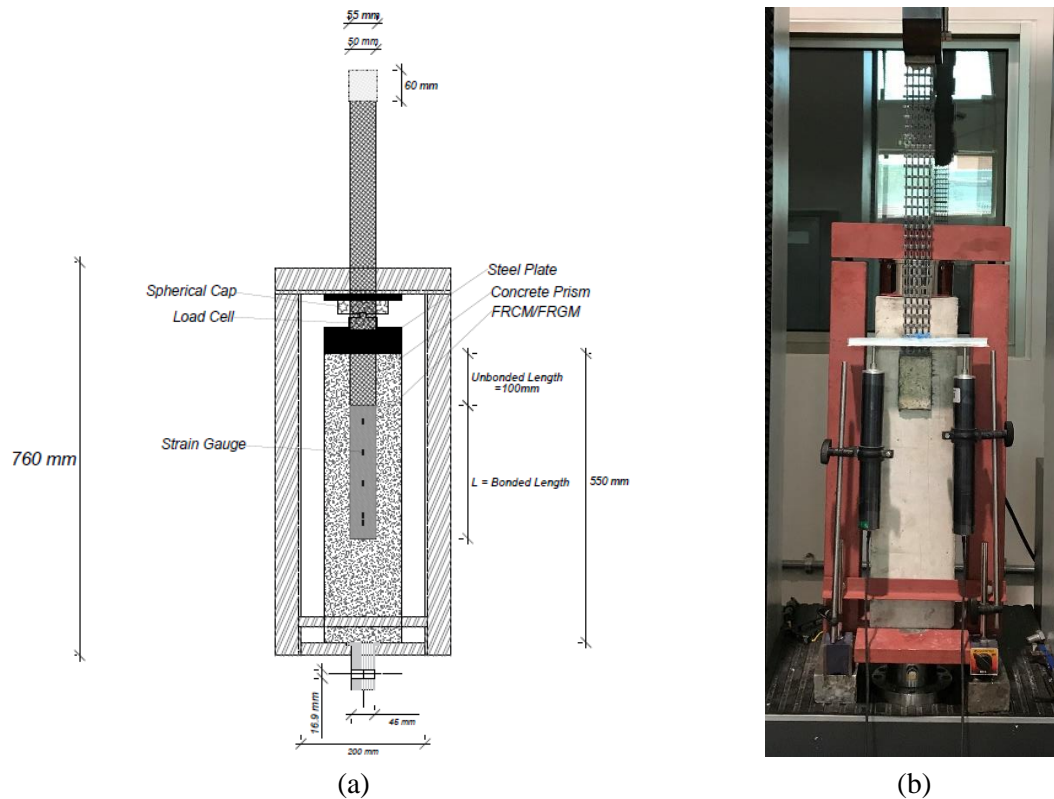 55 mm
50 mm
60 mm
Spherical Cap
Load Cell
Steel Plate
Concrete Prism
FRCM/FRGM
Unbonded Length
=100mm
Strain Gauge
760 mm
L = Bonded Length
550 mm
16.9 mm
46 mm
200 mm
(a)
(b)